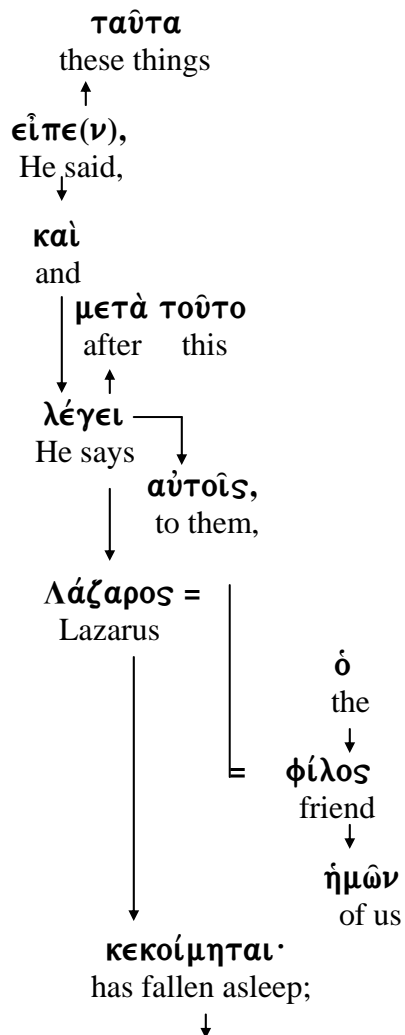 ταῦτα
these things
εἶπε(ν),
He said,
καὶ
and
μετὰ τοῦτο
after this
λέγει
He says
αὐτοῖς,
to them,
Λάζαρος =
Lazarus
ὁ
the
= φίλος
friend
ἡμῶν
of us
κεκοίμηται·
has fallen asleep;